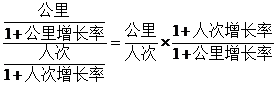 公里
1+公里增长率
人次
1+人次增长率
=
公里
人次
×
1+人次增长率
1+公里增长率